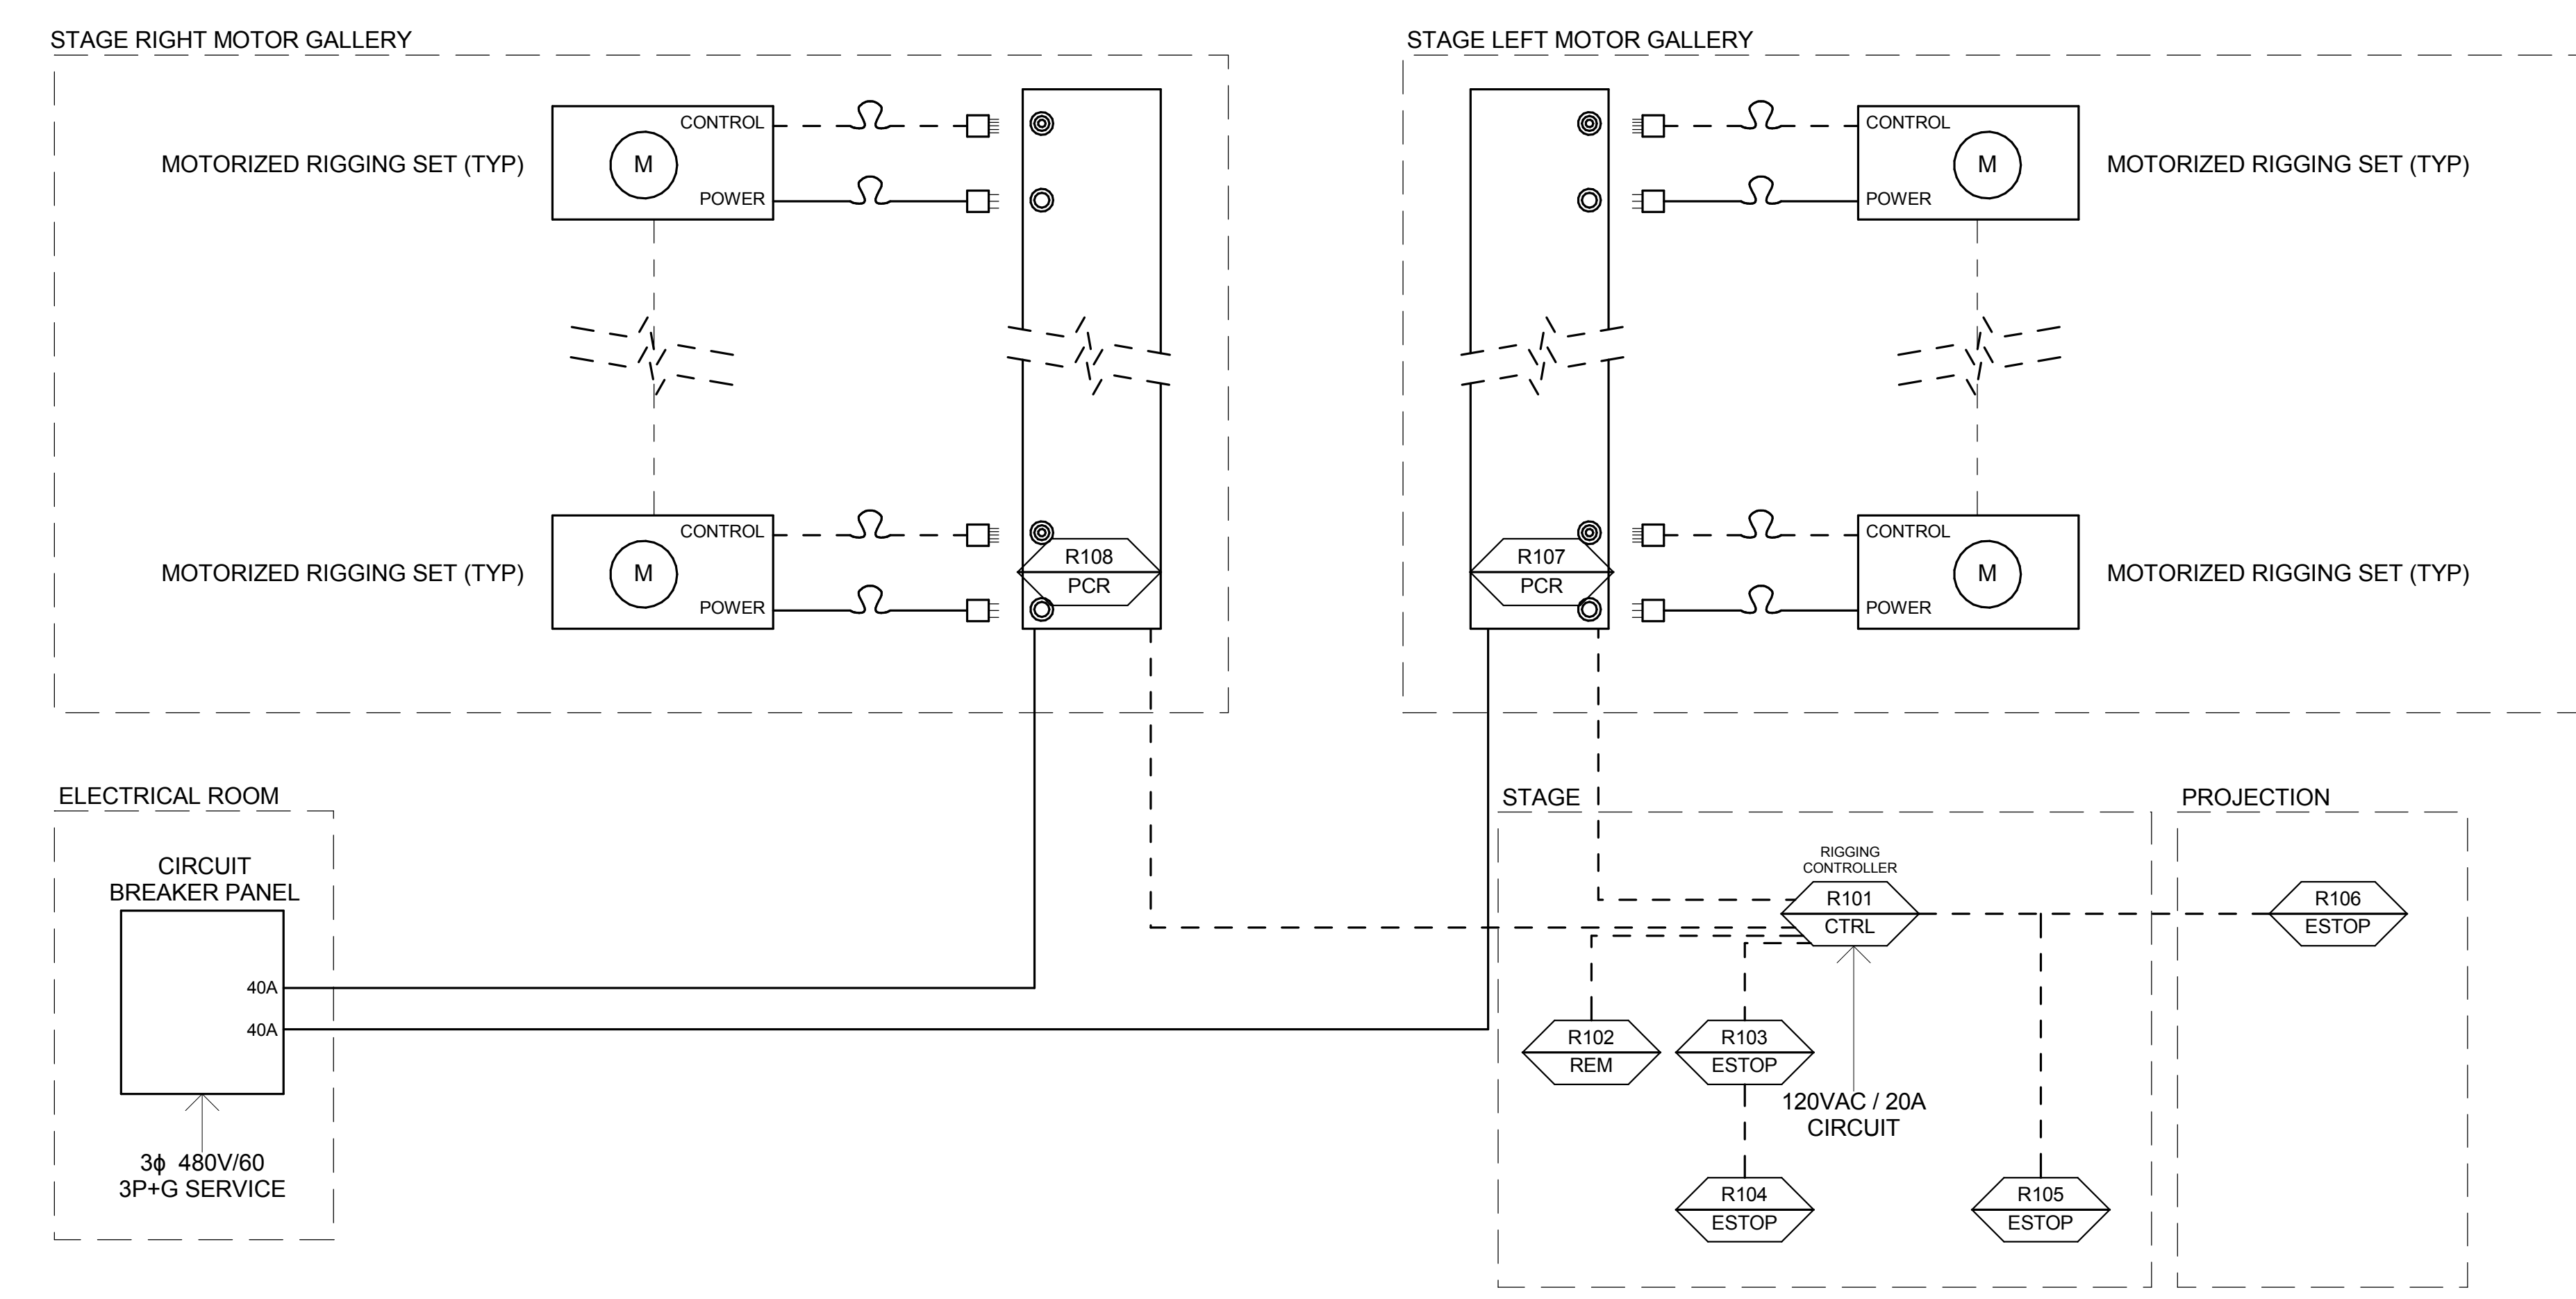 STAGE RIGHT MOTOR GALLERY
CONTROL
MOTORIZED RIGGING SET (TYP)
M
POWER
CONTROL
MOTORIZED RIGGING SET (TYP)
M
POWER
R108
PCR
STAGE LEFT MOTOR GALLERY
CONTROL
M
MOTORIZED RIGGING SET (TYP)
POWER
R107
PCR
CONTROL
M
MOTORIZED RIGGING SET (TYP)
POWER
ELECTRICAL ROOM
CIRCUIT
BREAKER PANEL
40A
40A
3ϕ 480V/60
3P+G SERVICE
STAGE
RIGGING
CONTROLLER
R101
CTRL
R102
REM
R103
ESTOP
120VAC / 20A
CIRCUIT
R104
ESTOP
R105
ESTOP
PROJECTION
R106
ESTOP